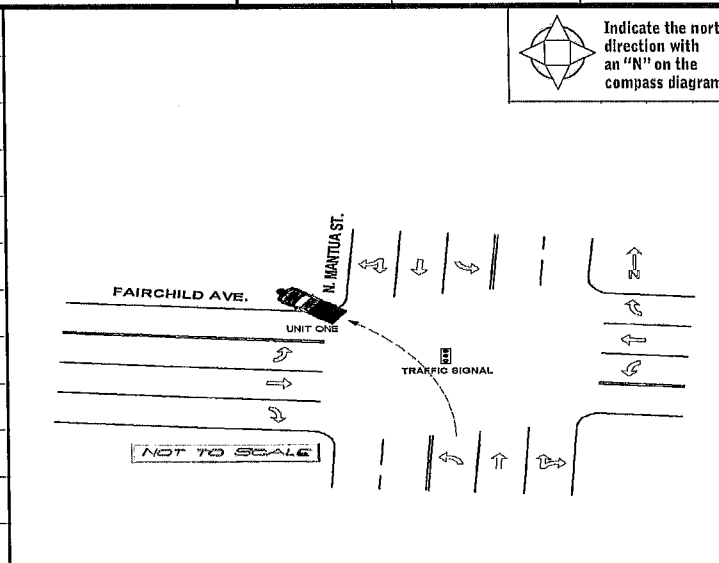 Indicate the nort
direction with
an "N" on the
compass diagram
N. MANTUA ST.
N
FAIRCHILD AVE.
UNIT ONE
TRAFFIC SIGNAL
NOT TO SCALE